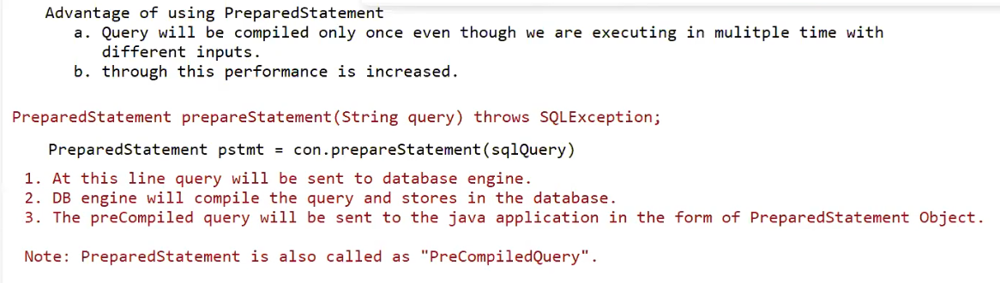 Advantage of using PreparedStatement
a. Query will be compiled only once even though we are executing in mulitple time with
different inputs.
b. through this performance is increased.
PreparedStatement prepareStatement(String query) throws SQLException;
PreparedStatement pstmt = con.prepareStatement(sqlQuery)
1. At this line query will be sent to database engine.
2. DB engine will compile the query and stores in the database.
3. The preCompiled query will be sent to the java application in the form of PreparedStatement Object.
Note: PreparedStatement is also called as "PreCompiledQuery".